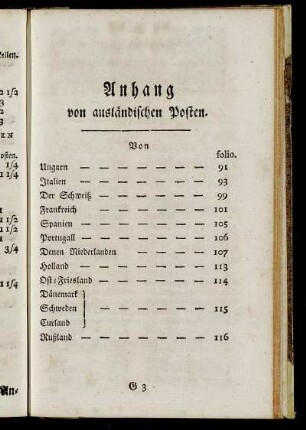 Anhang
von ausländischen Posten.
Von
folio.
Ungarn — — — — — 91
Italien — — — — — 93
Der Schweiß — — — — 99
Frankreich — — — — 101
Spanien — — — — — 105
Portugall — — — — — 106
Denen Niederlanden — — — 107
Holland — — — — — 113
Ost-Friesland — — — — 114
Dänemark
Schweden — — — — 115
Curland
Rußland — — — — — 116
G 3